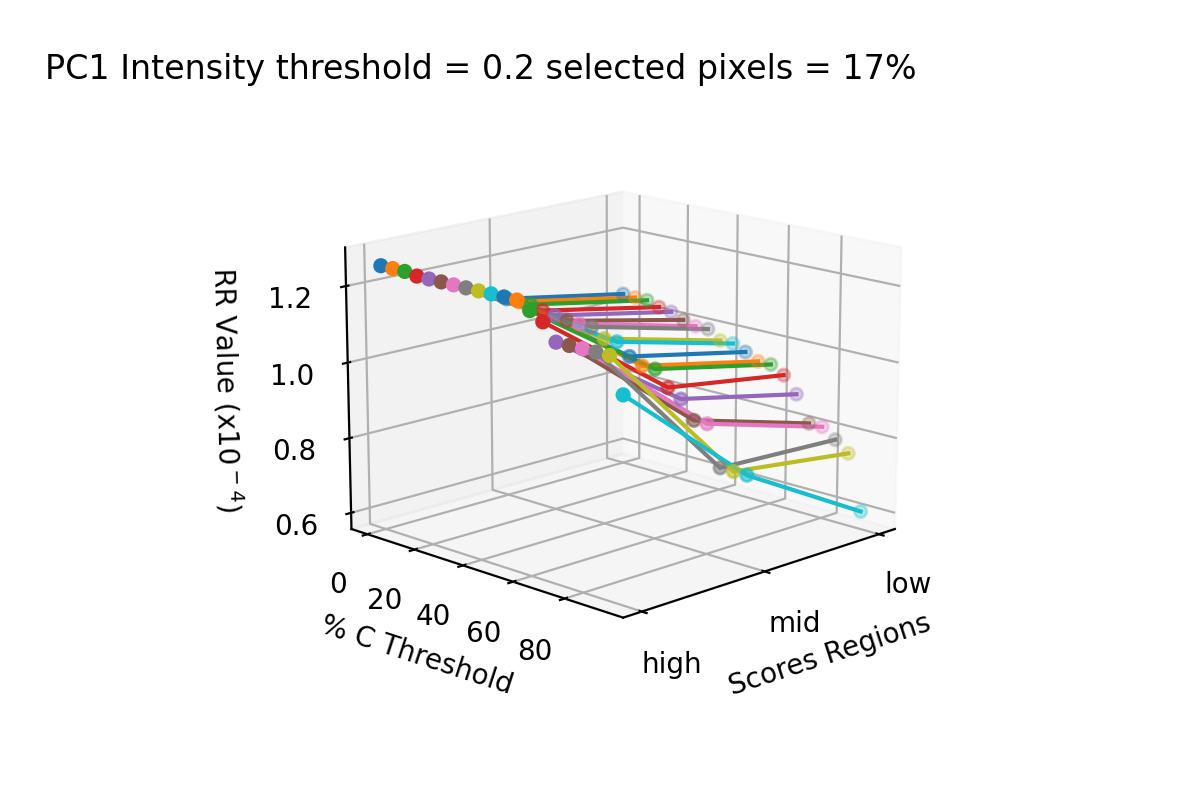 PC1 Intensity threshold = 0.2 selected pixels = 17%
RR Value (x10⁻⁴)
1.2
1.0
0.8
0.6
0
20
40
60
80
% C Threshold
high
mid
low
Scores Regions